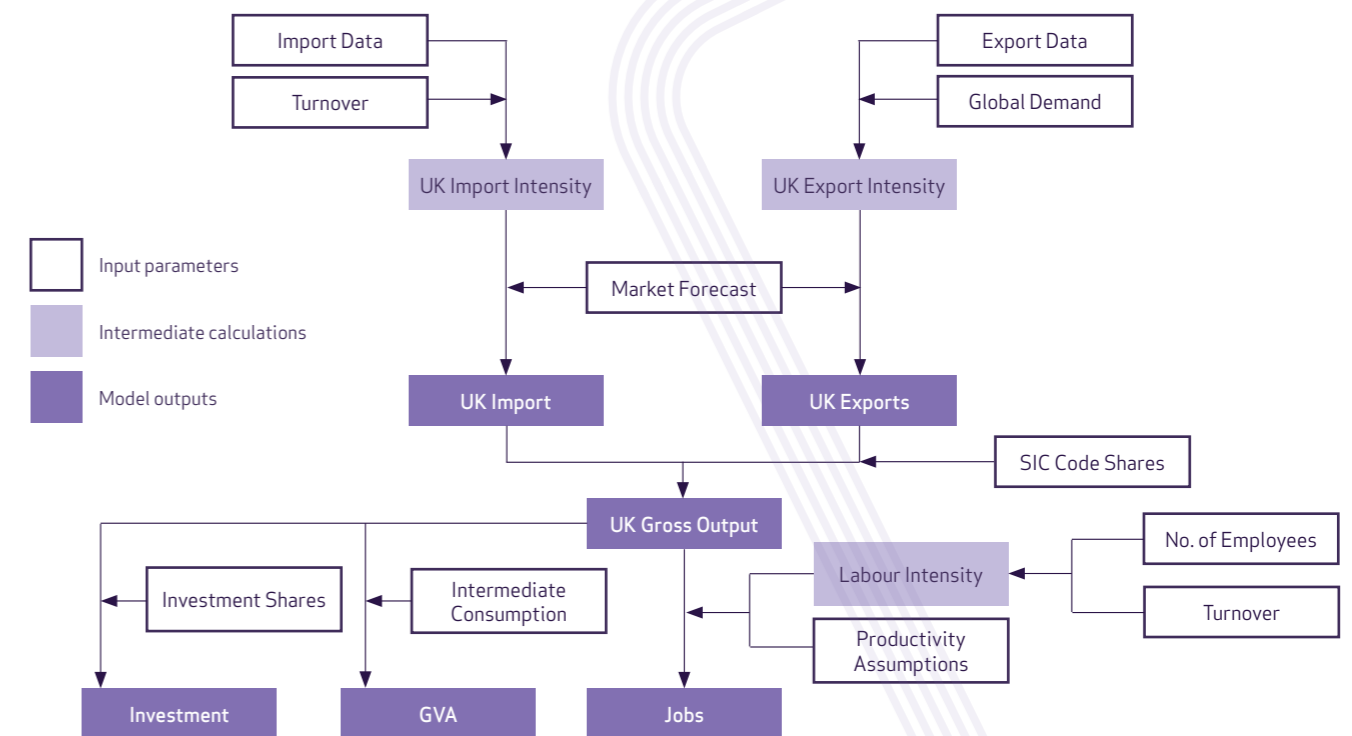 Import Data
Export Data
Turnover
Global Demand
UK Import Intensity
UK Export Intensity
Input parameters
Market Forecast
Intermediate calculations
Model outputs
UK Import
UK Exports
SIC Code Shares
UK Gross Output
No. of Employees
Labour Intensity
Investment Shares
Intermediate
Consumption
Turnover
Productivity
Assumptions
Investment
GVA
Jobs